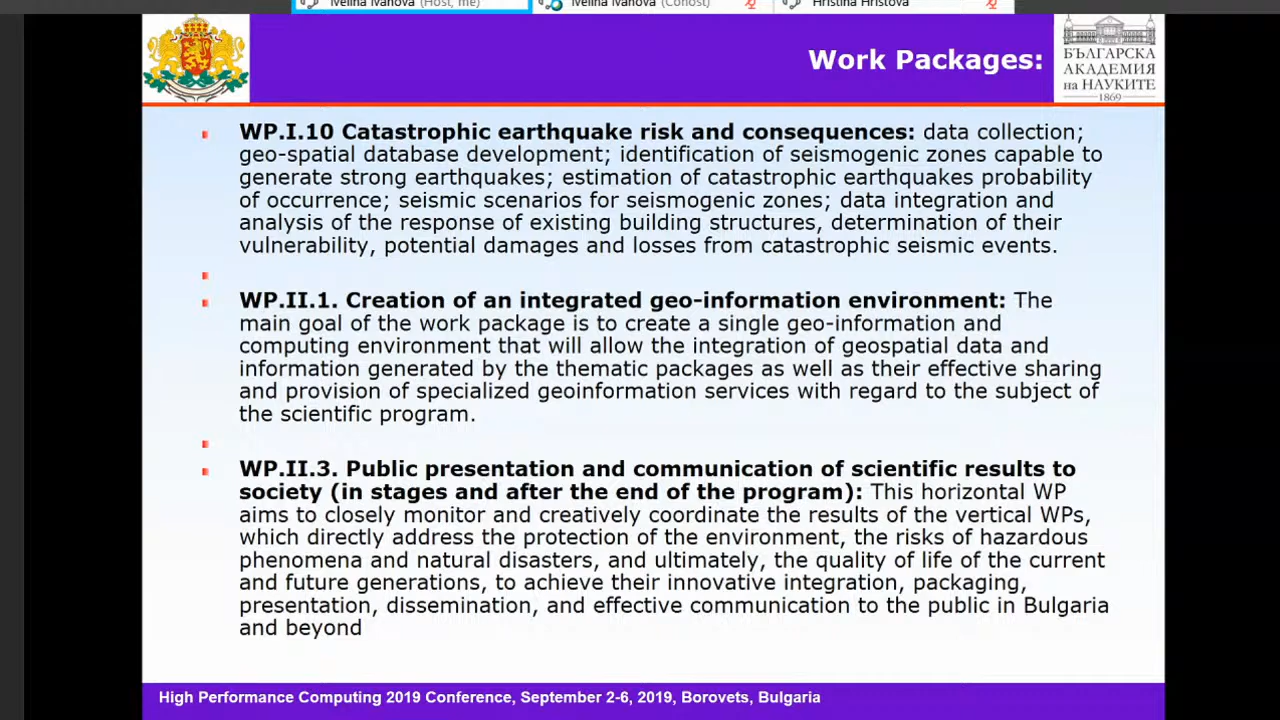 Ivelina Ivanova (Host, me)
Ivelina Ivanova (Cohost)
Hristina Hristova
Work Packages:
БЪЛГАРСКА
АКАДЕМИЯ
на НАУКИТЕ
1869
WP.I.10 Catastrophic earthquake risk and consequences: data collection;
geo-spatial database development; identification of seismogenic zones capable to
generate strong earthquakes; estimation of catastrophic earthquakes probability
of occurrence; seismic scenarios for seismogenic zones; data integration and
analysis of the response of existing building structures, determination of their
vulnerability, potential damages and losses from catastrophic seismic events.
WP.II.1. Creation of an integrated geo-information environment: The
main goal of the work package is to create a single geo-information and
computing environment that will allow the integration of geospatial data and
information generated by the thematic packages as well as their effective sharing
and provision of specialized geoinformation services with regard to the subject of
the scientific program.
WP.II.3. Public presentation and communication of scientific results to
society (in stages and after the end of the program): This horizontal WP
aims to closely monitor and creatively coordinate the results of the vertical WPs,
which directly address the protection of the environment, the risks of hazardous
phenomena and natural disasters, and ultimately, the quality of life of the current
and future generations, to achieve their innovative integration, packaging,
presentation, dissemination, and effective communication to the public in Bulgaria
and beyond
High Performance Computing 2019 Conference, September 2-6, 2019, Borovets, Bulgaria